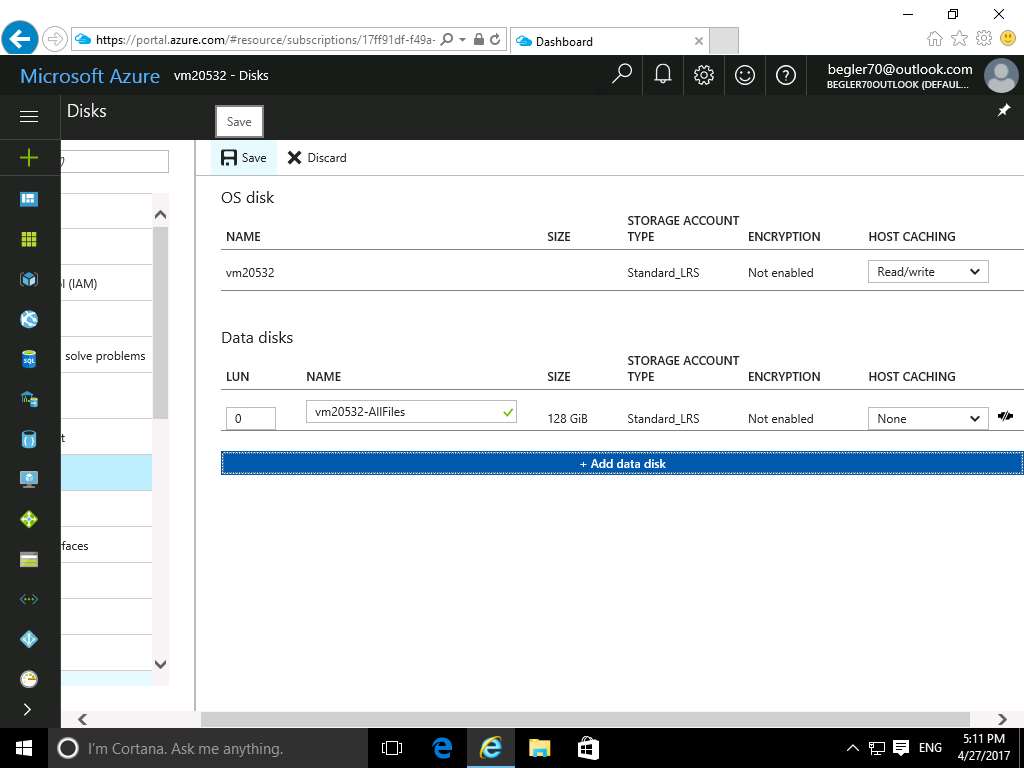 https://portal.azure.com/#resource/subscriptions/17ff91df-f49a-
Dashboard
Microsoft Azure
vm20532 - Disks
begler70@outlook.com
BEGLER70OUTLOOK (DEFAUL...
Disks
Save
Save
Discard
OS disk
NAME SIZE STORAGE ACCOUNT TYPE ENCRYPTION HOST CACHING
vm20532 Standard_LRS Not enabled Read/write
l (IAM)
solve problems
t
faces
Data disks
LUN NAME SIZE STORAGE ACCOUNT TYPE ENCRYPTION HOST CACHING
0 vm20532-AllFiles 128 GiB Standard_LRS Not enabled None
+ Add data disk
SQL
I'm Cortana. Ask me anything.
ENG
5:11 PM
4/27/2017